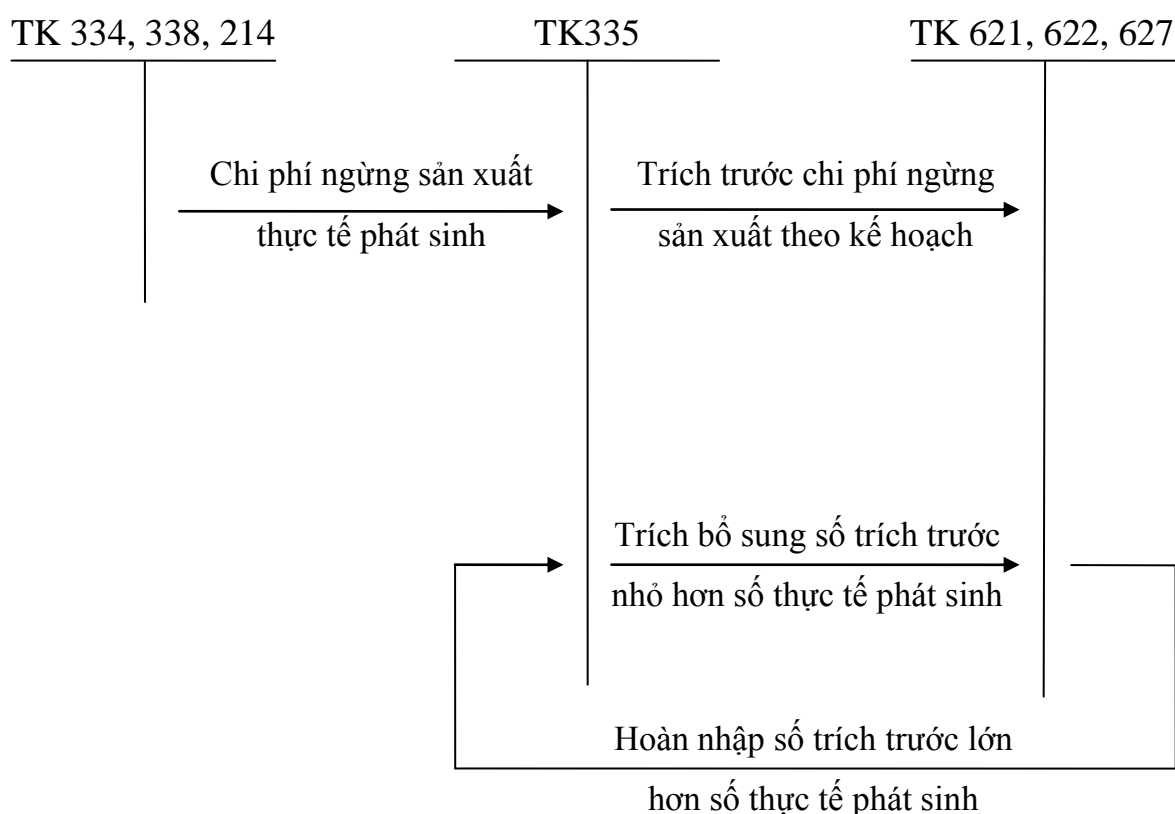 TK 334, 338, 214
TK335
TK 621, 622, 627
Chi phí ngừng sản xuất
thực tế phát sinh
Trích trước chi phí ngừng
sản xuất theo kế hoạch
Trích bổ sung số trích trước
nhỏ hơn số thực tế phát sinh
Hoàn nhập số trích trước lớn
hơn số thực tế phát sinh